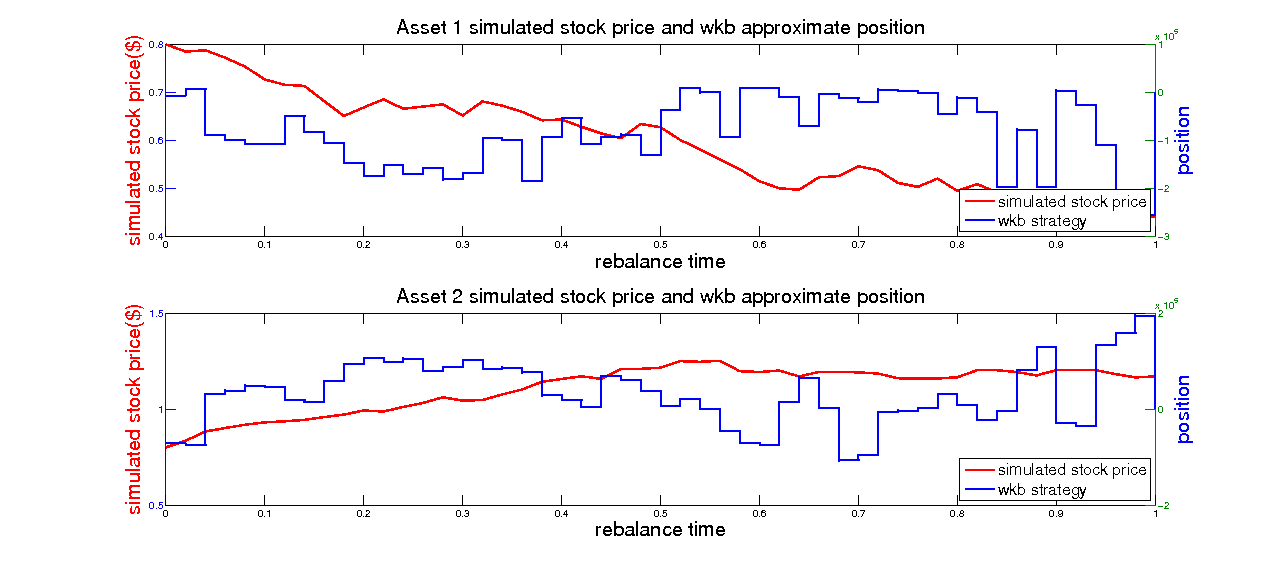 Asset 1 simulated stock price and wkb approximate position
x 10^5
simulated stock price($)
0.8
0.7
0.6
0.5
0.4
1
0
-1
-2
-3
position
simulated stock price
wkb strategy
0 0.1 0.2 0.3 0.4 0.5 0.6 0.7 0.8 0.9 1
rebalance time
Asset 2 simulated stock price and wkb approximate position
simulated stock price($)
1.5
1
0.5
x 10^5
2
0
-2
position
simulated stock price
wkb strategy
0 0.1 0.2 0.3 0.4 0.5 0.6 0.7 0.8 0.9 1
rebalance time